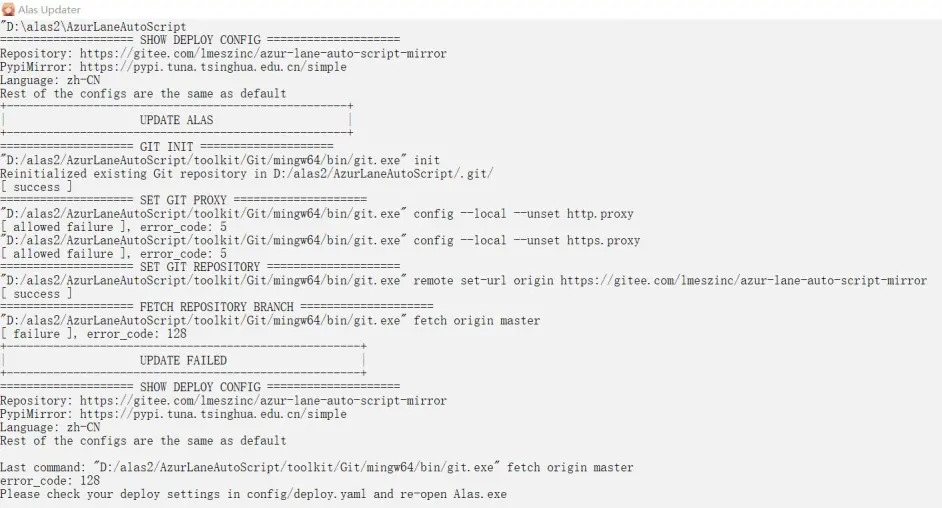 Alas Updater
"D:\alas2\AzurLaneAutoScript
==================== SHOW DEPLOY CONFIG ====================
Repository: https://gitee.com/lmeszinc/azur-lane-auto-script-mirror
PypiMirror: https://pypi.tuna.tsinghua.edu.cn/simple
Language: zh-CN
Rest of the configs are the same as default
+---------------------------------------------------+
|                    UPDATE ALAS                    |
+---------------------------------------------------+
==================== GIT INIT ====================
"D:/alas2/AzurLaneAutoScript/toolkit/Git/mingw64/bin/git.exe" init
Reinitialized existing Git repository in D:/alas2/AzurLaneAutoScript/.git/
[ success ]
==================== SET GIT PROXY ====================
"D:/alas2/AzurLaneAutoScript/toolkit/Git/mingw64/bin/git.exe" config --local --unset http.proxy
[ allowed failure ], error_code: 5
"D:/alas2/AzurLaneAutoScript/toolkit/Git/mingw64/bin/git.exe" config --local --unset https.proxy
[ allowed failure ], error_code: 5
==================== SET GIT REPOSITORY ====================
"D:/alas2/AzurLaneAutoScript/toolkit/Git/mingw64/bin/git.exe" remote set-url origin https://gitee.com/lmeszinc/azur-lane-auto-script-mirror
[ success ]
==================== FETCH REPOSITORY BRANCH ====================
"D:/alas2/AzurLaneAutoScript/toolkit/Git/mingw64/bin/git.exe" fetch origin master
[ failure ], error_code: 128
+-----------------------------------------------------+
|                    UPDATE FAILED                    |
+-----------------------------------------------------+
==================== SHOW DEPLOY CONFIG ====================
Repository: https://gitee.com/lmeszinc/azur-lane-auto-script-mirror
PypiMirror: https://pypi.tuna.tsinghua.edu.cn/simple
Language: zh-CN
Rest of the configs are the same as default
Last command: "D:/alas2/AzurLaneAutoScript/toolkit/Git/mingw64/bin/git.exe" fetch origin master
error_code: 128
Please check your deploy settings in config/deploy.yaml and re-open Alas.exe